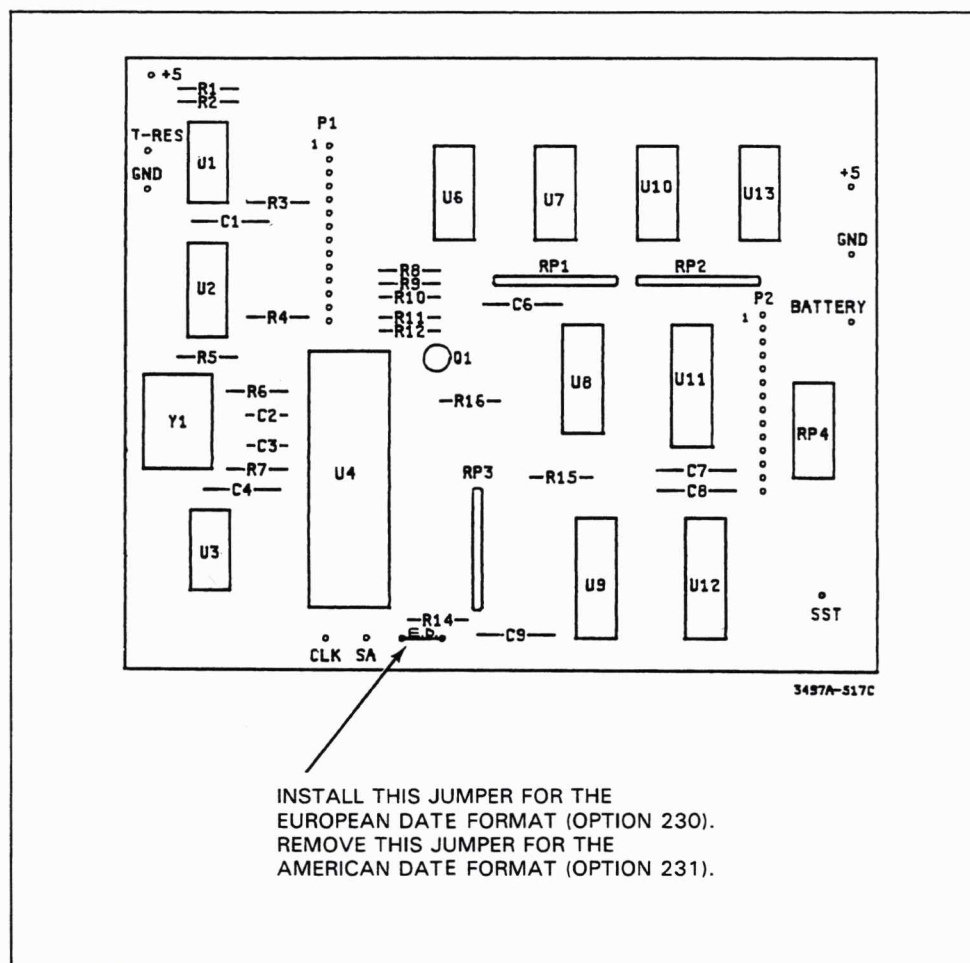 +5
R1
R2
T-RES
P1
1
U1
GND
U6
U7
U10
U13
+5
R3
C1
GND
U2
R8
R9
R10
RP1
RP2
C6
P2
1
BATTERY
R4
R11
R12
R5
Q1
U8
U11
R6
C2
R16
Y1
C3
R7
C4
U4
RP3
R15
C7
C8
RP4
U3
U9
U12
R14
E.D.
C9
SST
CLK SA
3497A-517C
INSTALL THIS JUMPER FOR THE
EUROPEAN DATE FORMAT (OPTION 230).
REMOVE THIS JUMPER FOR THE
AMERICAN DATE FORMAT (OPTION 231).